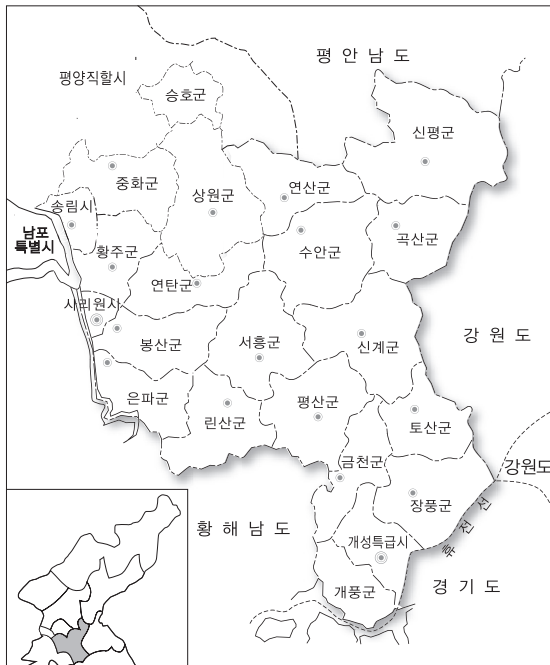 평 안 남 도
평양직할시
승호군
신평군
중화군
상원군
연산군
송림시
남포
특별시
황주군
수안군
곡산군
연탄군
사리원시
봉산군
서흥군
신계군
강 원 도
은파군
린산군
평산군
토산군
금천군
강원도
장풍군
황 해 남 도
휴 전 선
개성특급시
개풍군
경 기 도